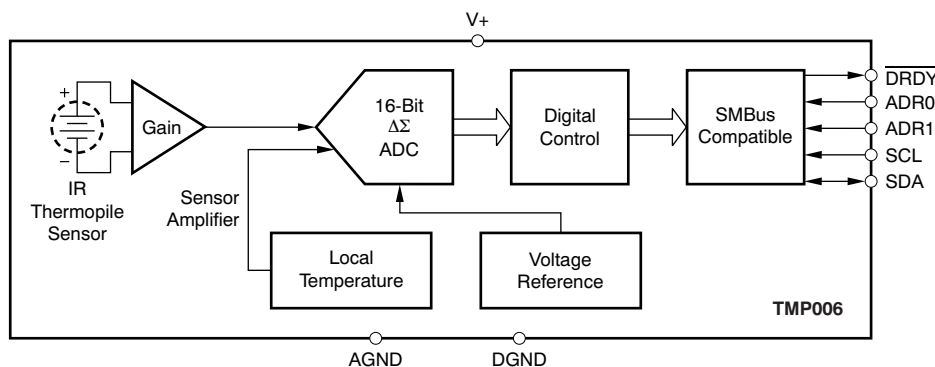 V+
+
−
IR
Thermopile
Sensor
Gain
Sensor
Amplifier
16-Bit
ΔΣ
ADC
Local
Temperature
Digital
Control
Voltage
Reference
SMBus
Compatible
D̅R̅D̅Y̅
ADR0
ADR1
SCL
SDA
TMP006
AGND
DGND